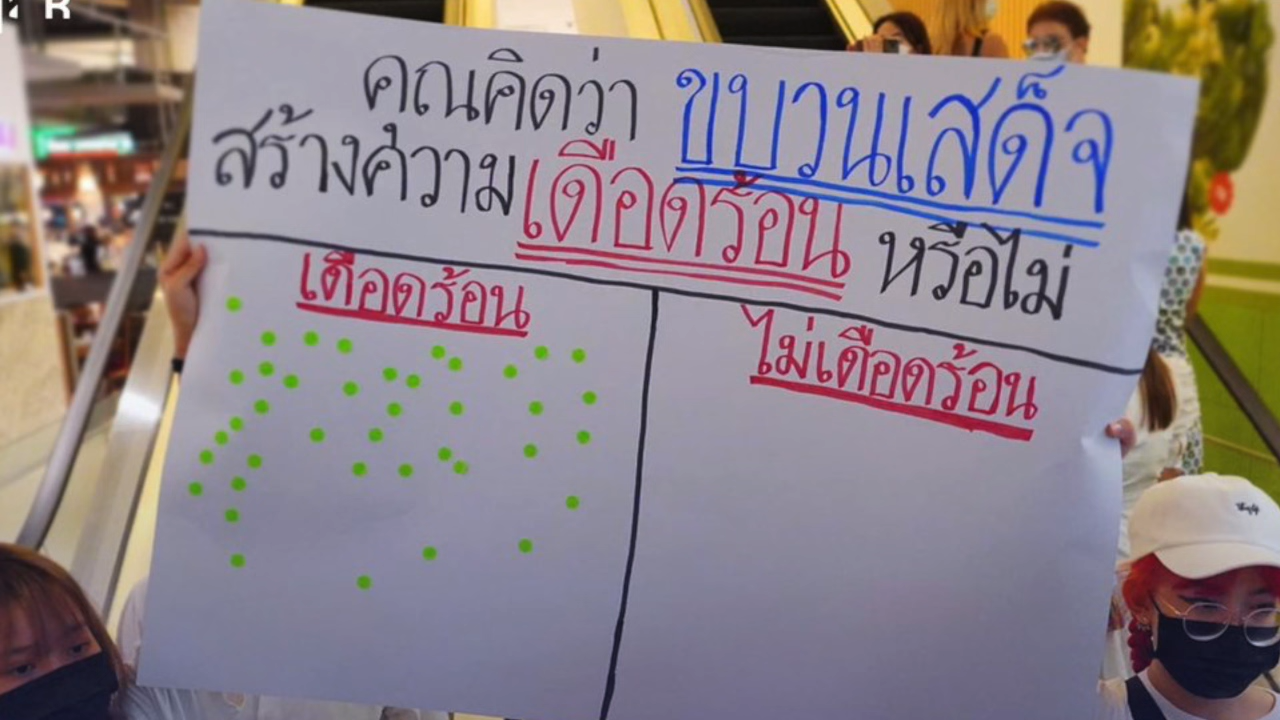 คุณคิดว่า ขบวนเสด็จ
สร้างความเดือดร้อน หรือไม่
เดือดร้อน
ไม่เดือดร้อน